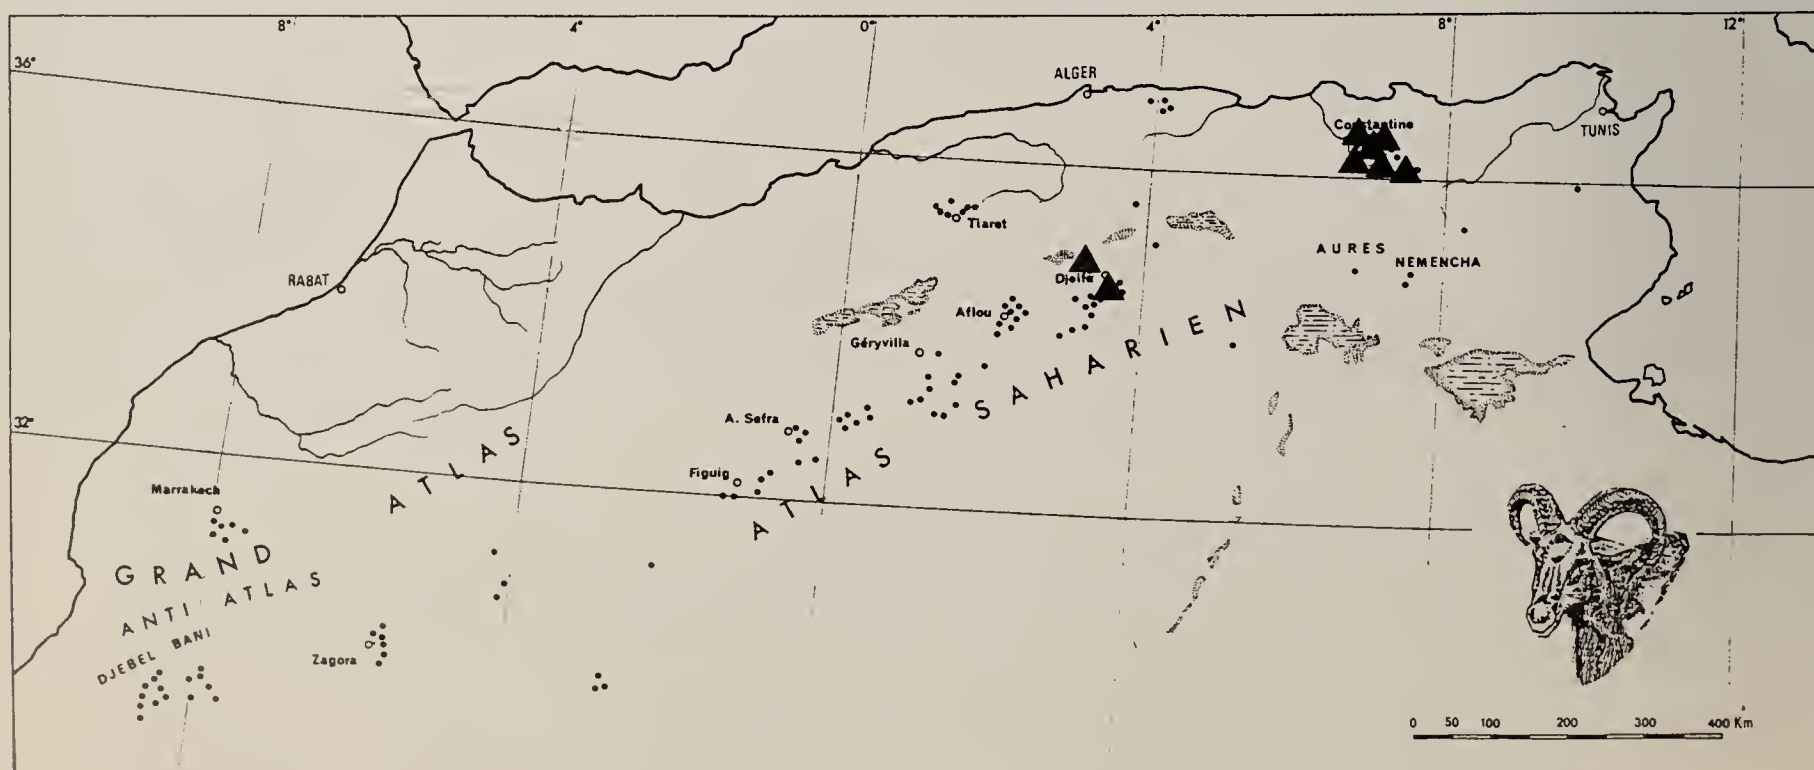 8° 4° 0° 4° 8° 12°
36°
ALGER
Constantine
TUNIS
Tiaret
AURES
NEMENCHA
RABAT
Djelfa
Aflou
Géryville
ATLAS SAHARIEN
32°
A. Sefra
ATLAS
Figuig
Marrakech
GRAND
ANTI ATLAS
DJEBEL BANI
Zagora
0 50 100 200 300 400 Km